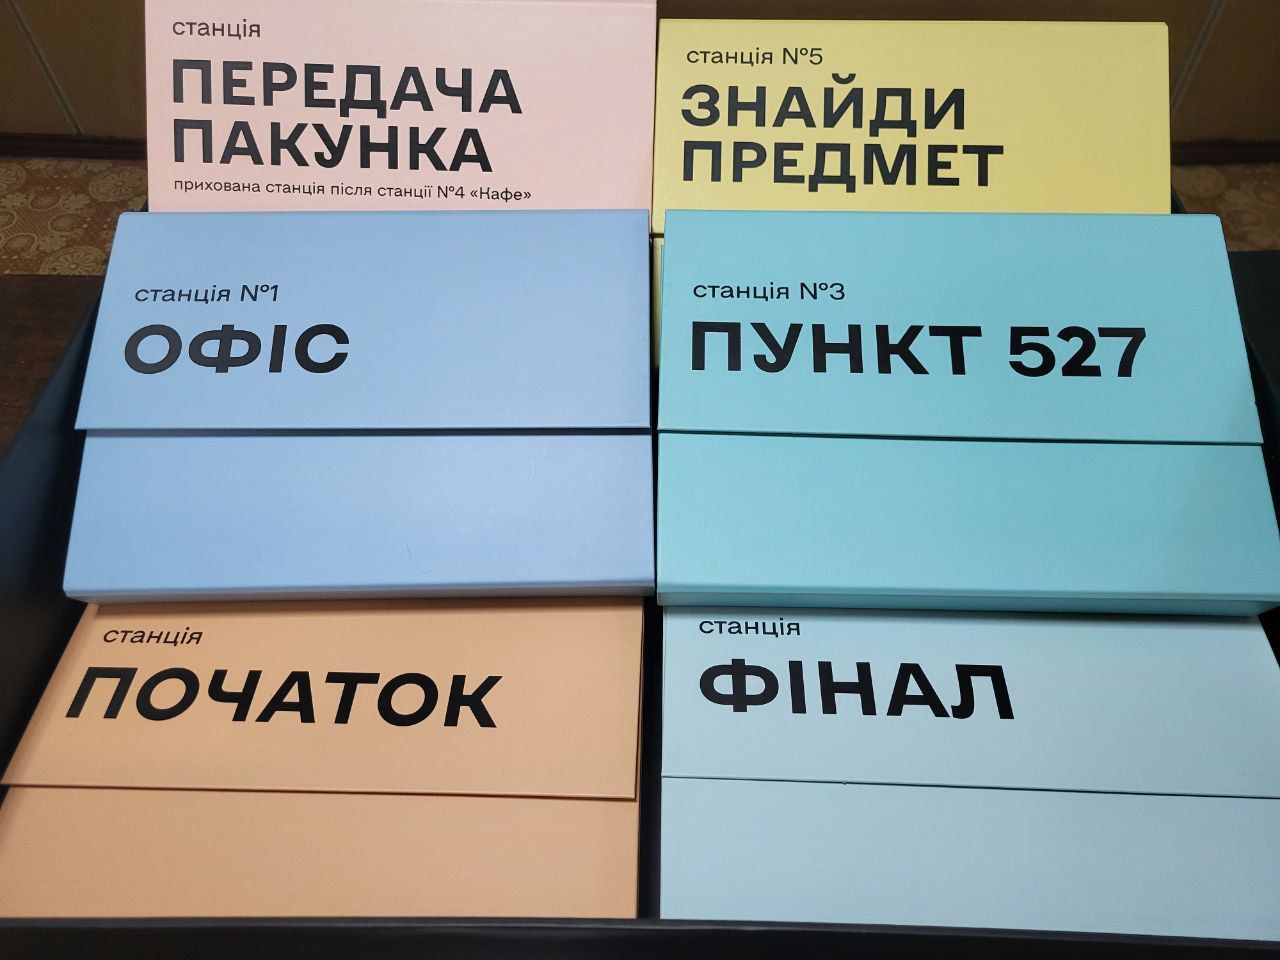 станція
ПЕРЕДАЧА
ПАКУНКА
прихована станція після станції №4 «Кафе»
станція №5
ЗНАЙДИ
ПРЕДМЕТ
станція №1
ОФІС
станція №3
ПУНКТ 527
станція
ПОЧАТОК
станція
ФІНАЛ